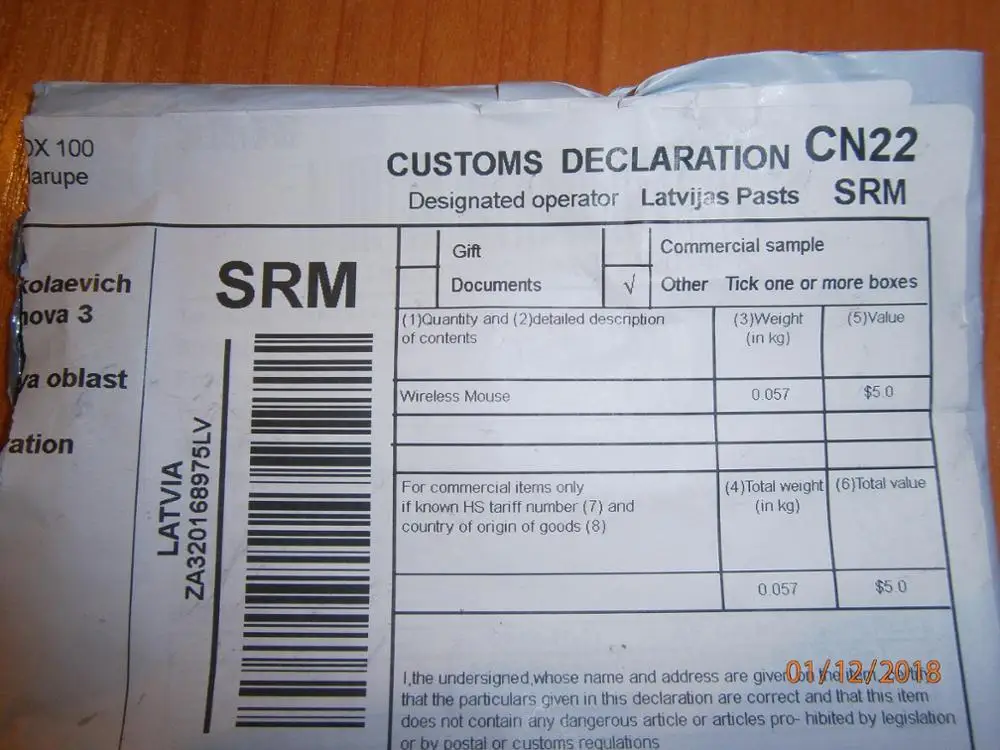 OX 100
CUSTOMS DECLARATION CN22
Designated operator Latvijas Pasts SRM
SRM
LATVIA
ZA320168975LV
kolaevich
nova 3
ya oblast
ration
Gift
Commercial sample
Documents
√ Other Tick one or more boxes
(1)Quantity and (2)detailed description
of contents
(3)Weight
(in kg)
(5)Value
Wireless Mouse 0.057 $5.0
For commercial items only
if known HS tariff number (7) and
country of origin of goods (8)
(4)Total weight
(in kg)
(6)Total value
0.057 $5.0
I,the undersigned,whose name and address are given on the item, certify
that the particulars given in this declaration are correct and that this item
does not contain any dangerous article or articles pro- hibited by legislation
or by postal or customs regulations
01/12/2018